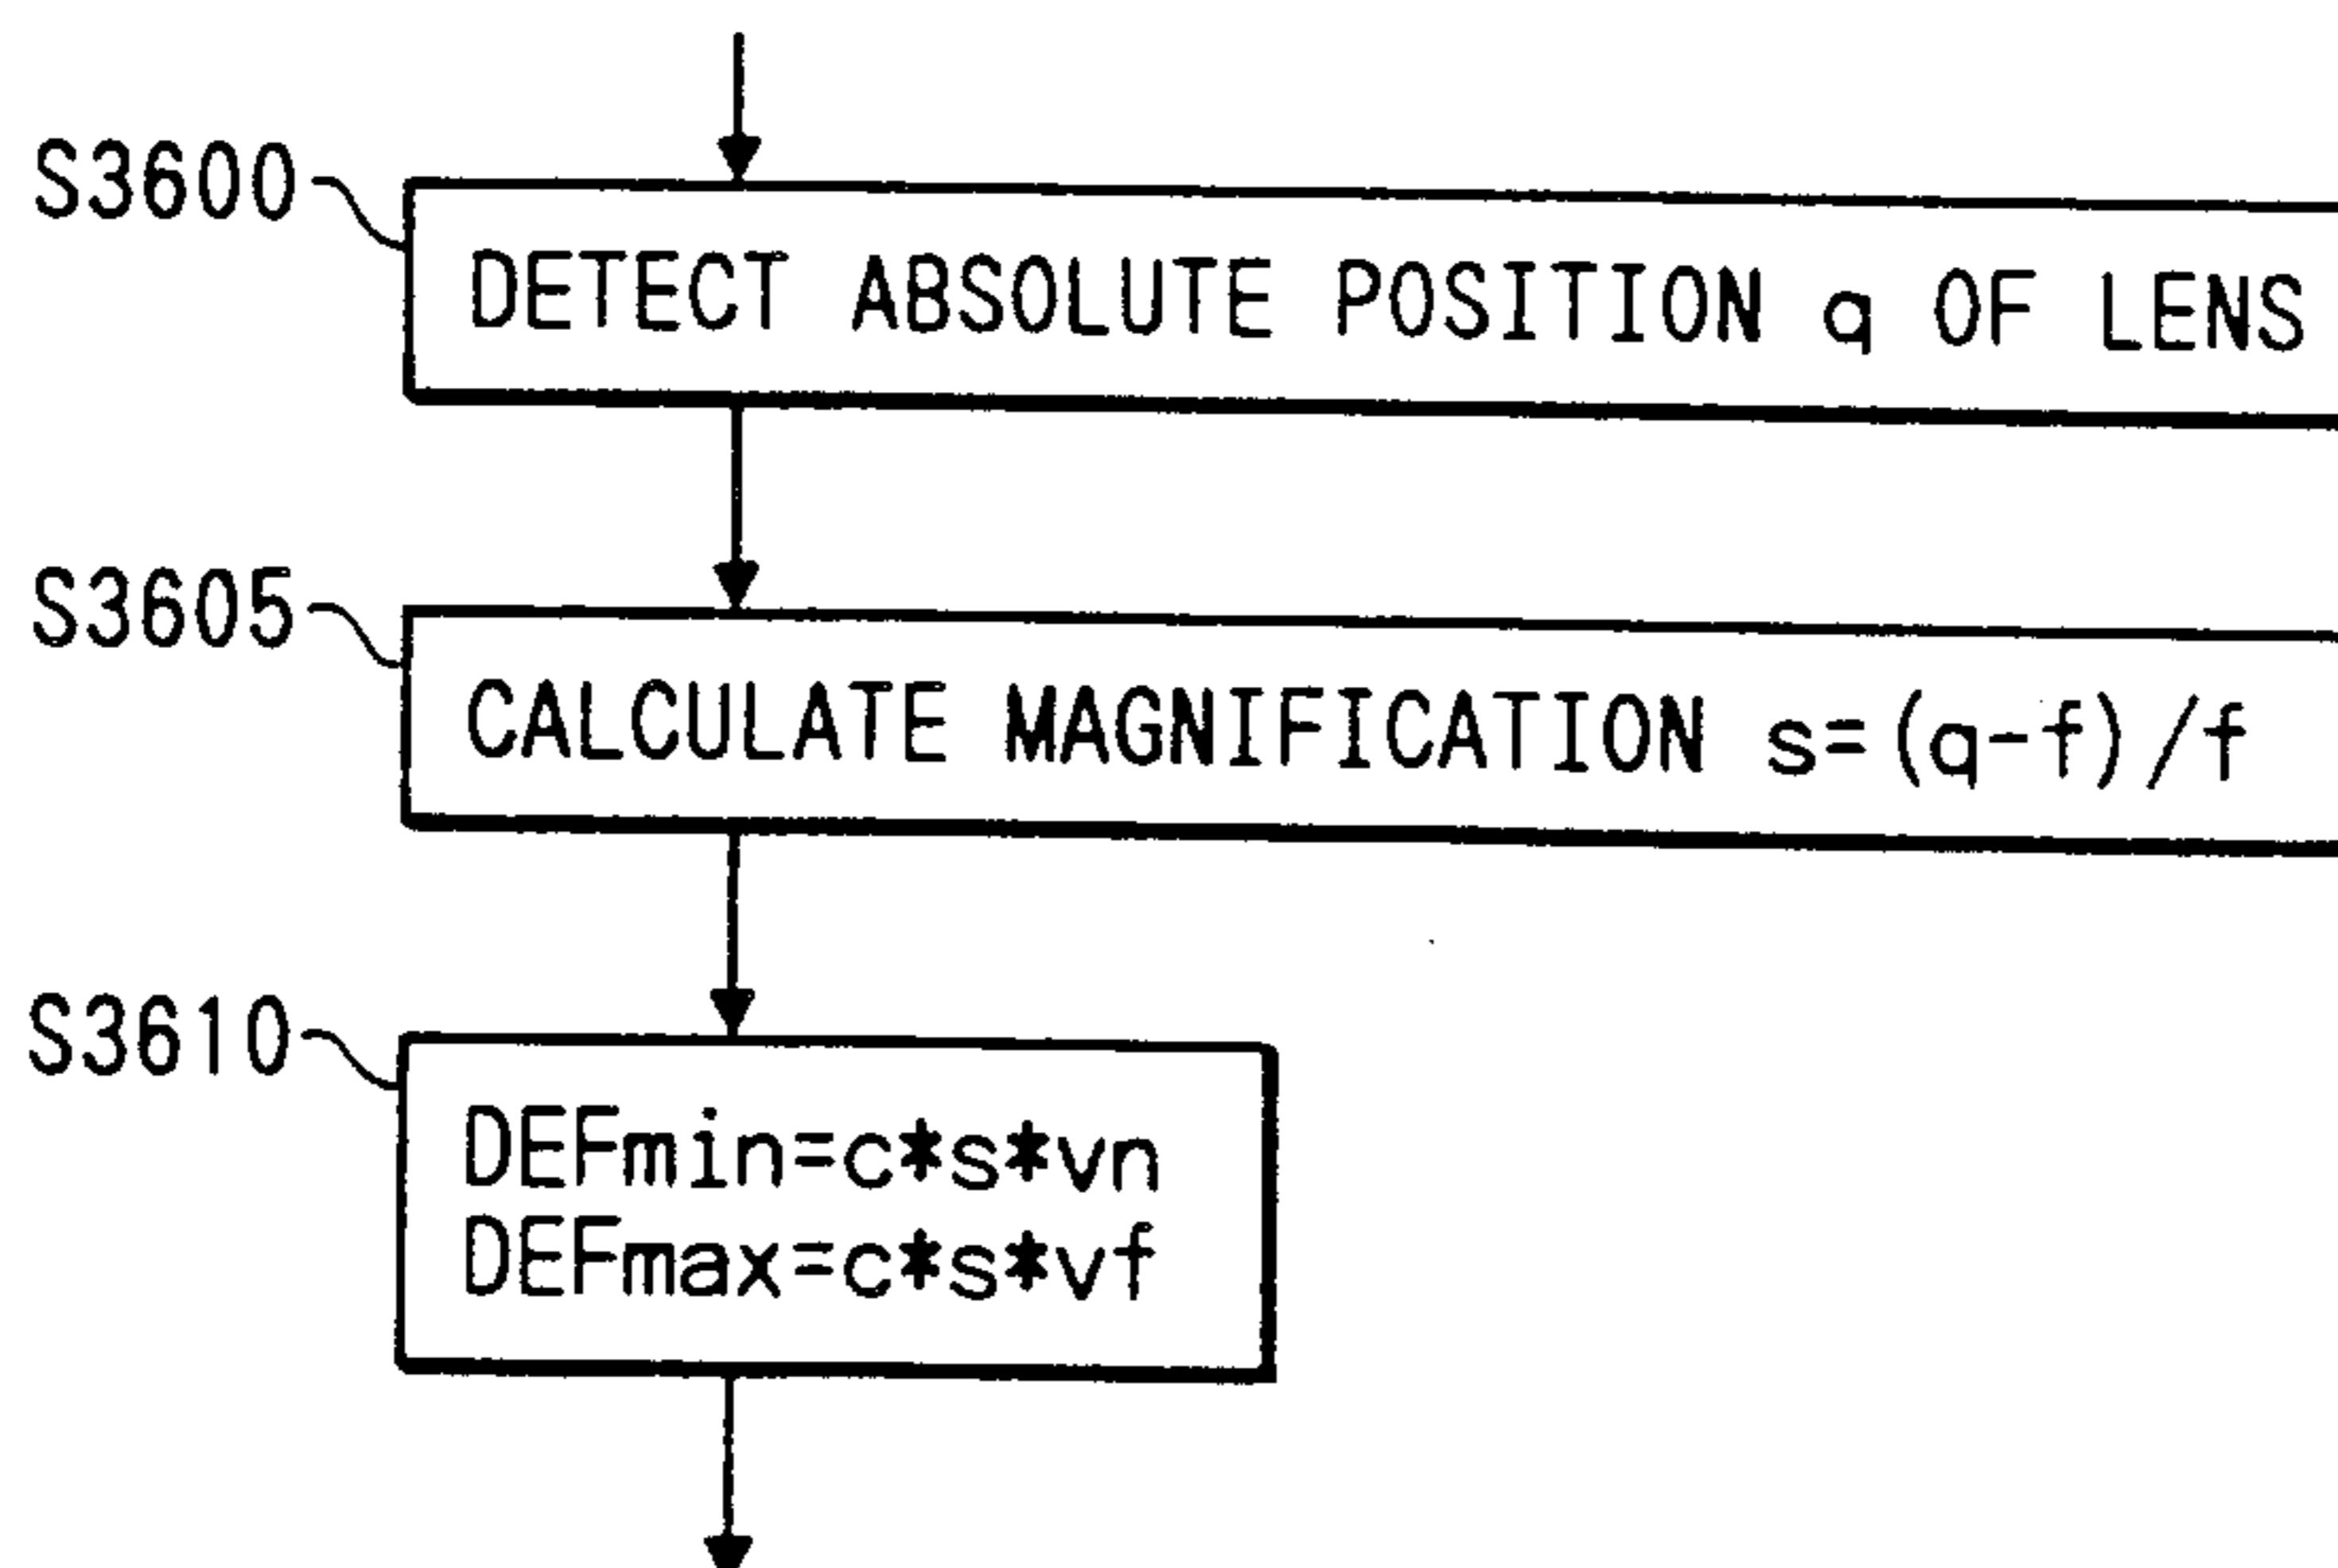 S3600
DETECT ABSOLUTE POSITION q OF LENS
S3605
CALCULATE MAGNIFICATION s=(q-f)/f
S3610
DEFmin=c*s*vn
DEFmax=c*s*vf